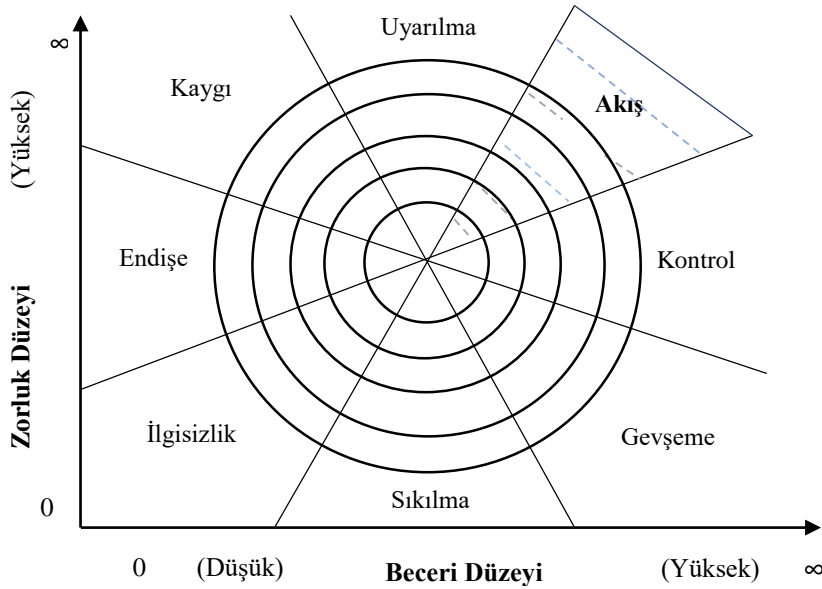 Uyarılma
∞
Kaygı
Akış
(Yüksek)
Endişe
Kontrol
Zorluk Düzeyi
İlgisizlik
Gevşeme
Sıkılma
0
0
(Düşük)
Beceri Düzeyi
(Yüksek)
∞